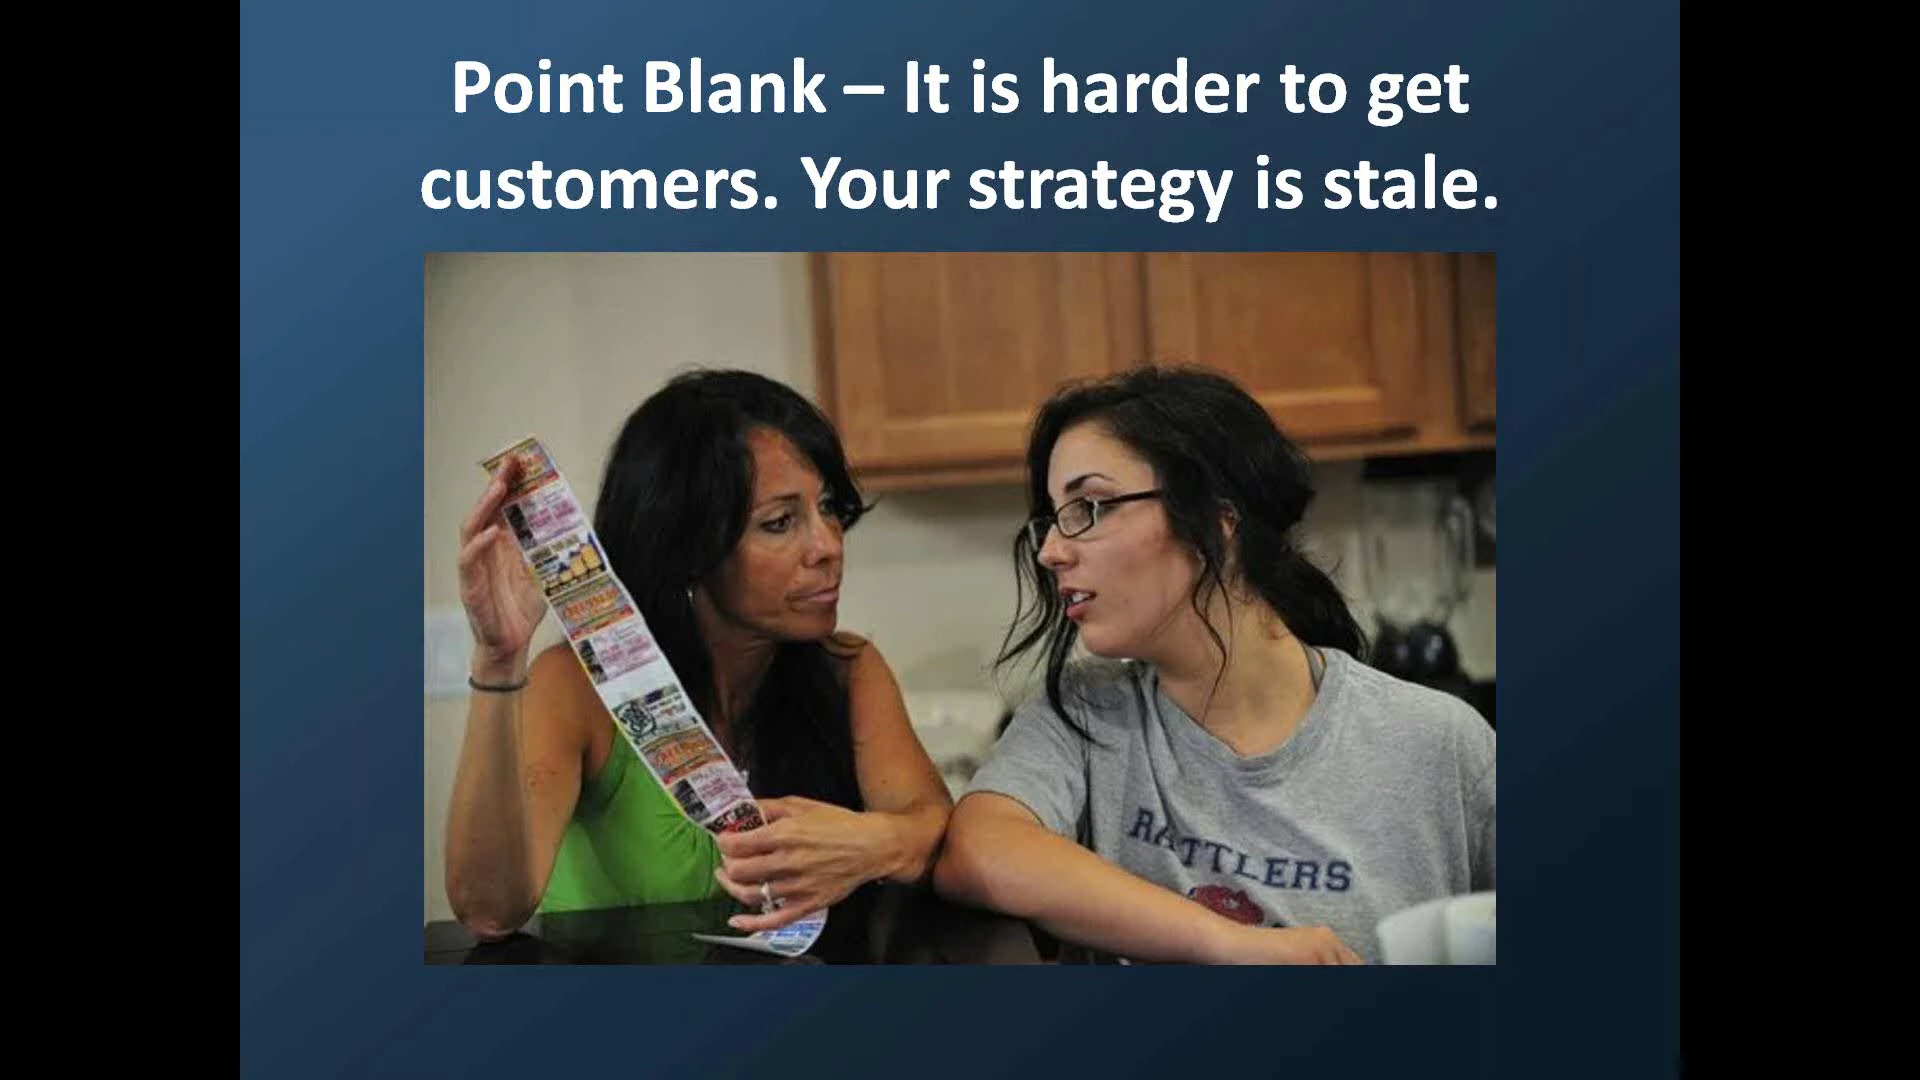 Point Blank – It is harder to get
customers. Your strategy is stale.
RATTLERS